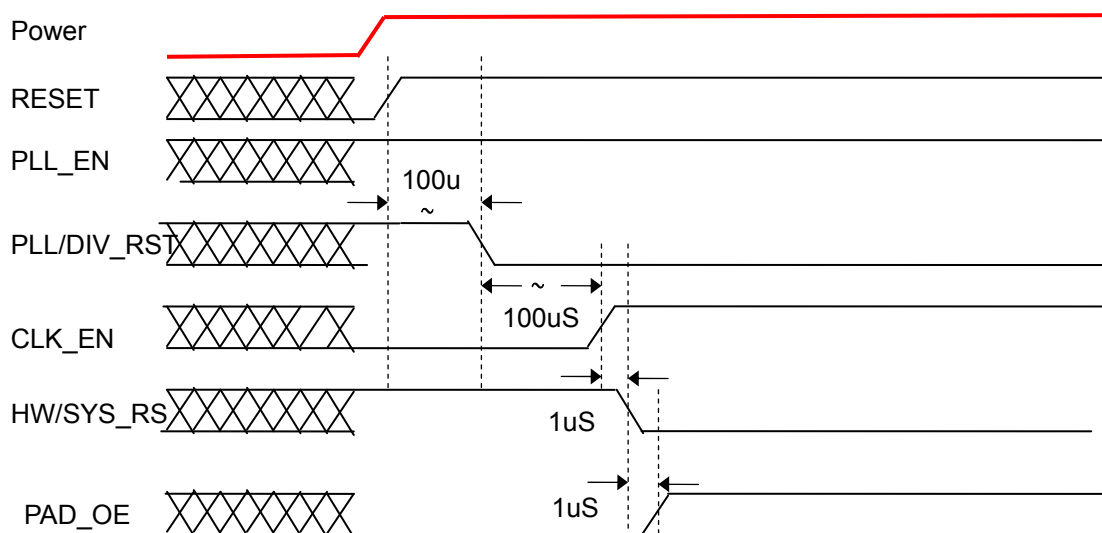 Power
RESET
PLL_EN
100u
~
PLL/DIV_RST
~
100uS
CLK_EN
HW/SYS_RS
1uS
1uS
PAD_OE